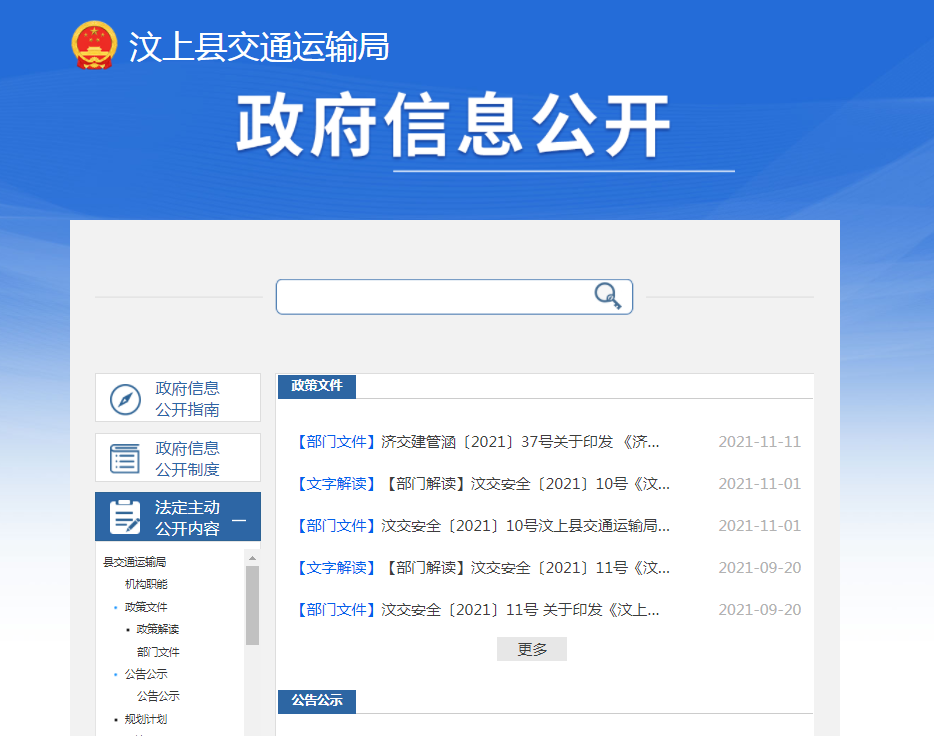 汶上县交通运输局
政府信息公开
政府信息
公开指南
政府信息
公开制度
法定主动
公开内容
县交通运输局
机构职能
政策文件
政策解读
部门文件
公告公示
公告公示
规划计划
政策文件
【部门文件】济交建管涵〔2021〕37号关于印发 《济... 2021-11-11
【文字解读】【部门解读】汶交安全〔2021〕10号《汶... 2021-11-01
【部门文件】汶交安全〔2021〕10号汶上县交通运输局... 2021-11-01
【文字解读】【部门解读】汶交安全〔2021〕11号《汶... 2021-09-20
【部门文件】汶交安全〔2021〕11号 关于印发《汶上... 2021-09-20
更多
公告公示